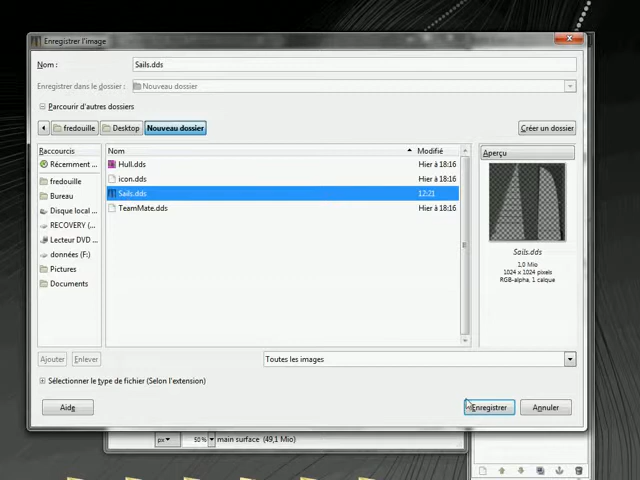 Enregistrer l'image
Nom :
Sails.dds
Enregistrer dans le dossier :
Nouveau dossier
Parcourir d'autres dossiers
fredouille
Desktop
Nouveau dossier
Créer un dossier
Raccourcis
Nom
Modifié
Aperçu
Récemment ...
fredouille
Bureau
Disque local ...
RECOVERY (...
Lecteur DVD ...
données (F:)
Pictures
Documents
Hull.dds Hier à 18:16
icon.dds Hier à 18:16
Sails.dds 12:21
TeamMate.dds Hier à 18:16
Sails.dds
1,0 Mio
1024 x 1024 pixels
RGB-alpha, 1 calque
Ajouter
Enlever
Toutes les images
Sélectionner le type de fichier (Selon l'extension)
Aide
Enregistrer
Annuler
px
50 %
main surface (49,1 Mio)